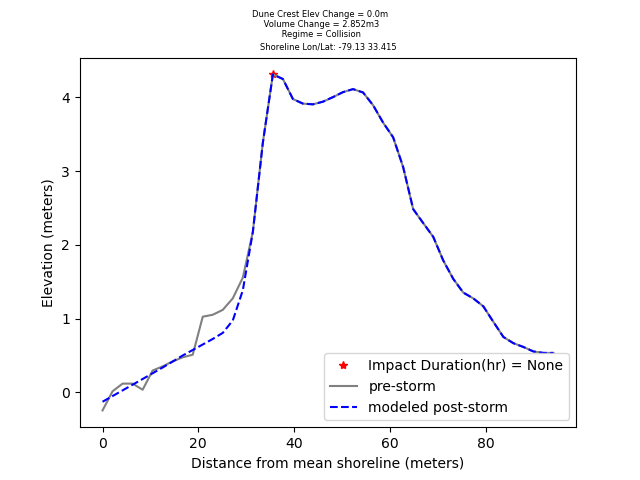 Dune Crest Elev Change = 0.0m
Volume Change = 2.852m3
Regime = Collision
Shoreline Lon/Lat: -79.13 33.415
4
3
2
1
0
Elevation (meters)
Impact Duration(hr) = None
pre-storm
modeled post-storm
0 20 40 60 80
Distance from mean shoreline (meters)